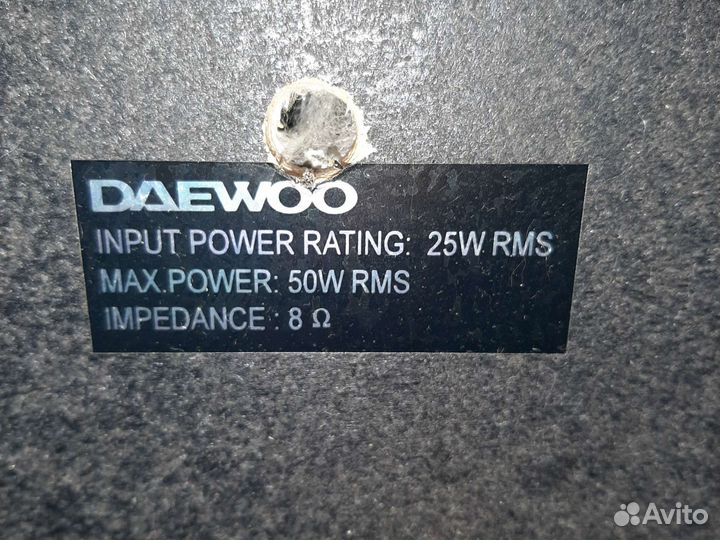 DAEWOO
INPUT POWER RATING: 25W RMS
MAX.POWER: 50W RMS
IMPEDANCE : 8 Ω
Avito